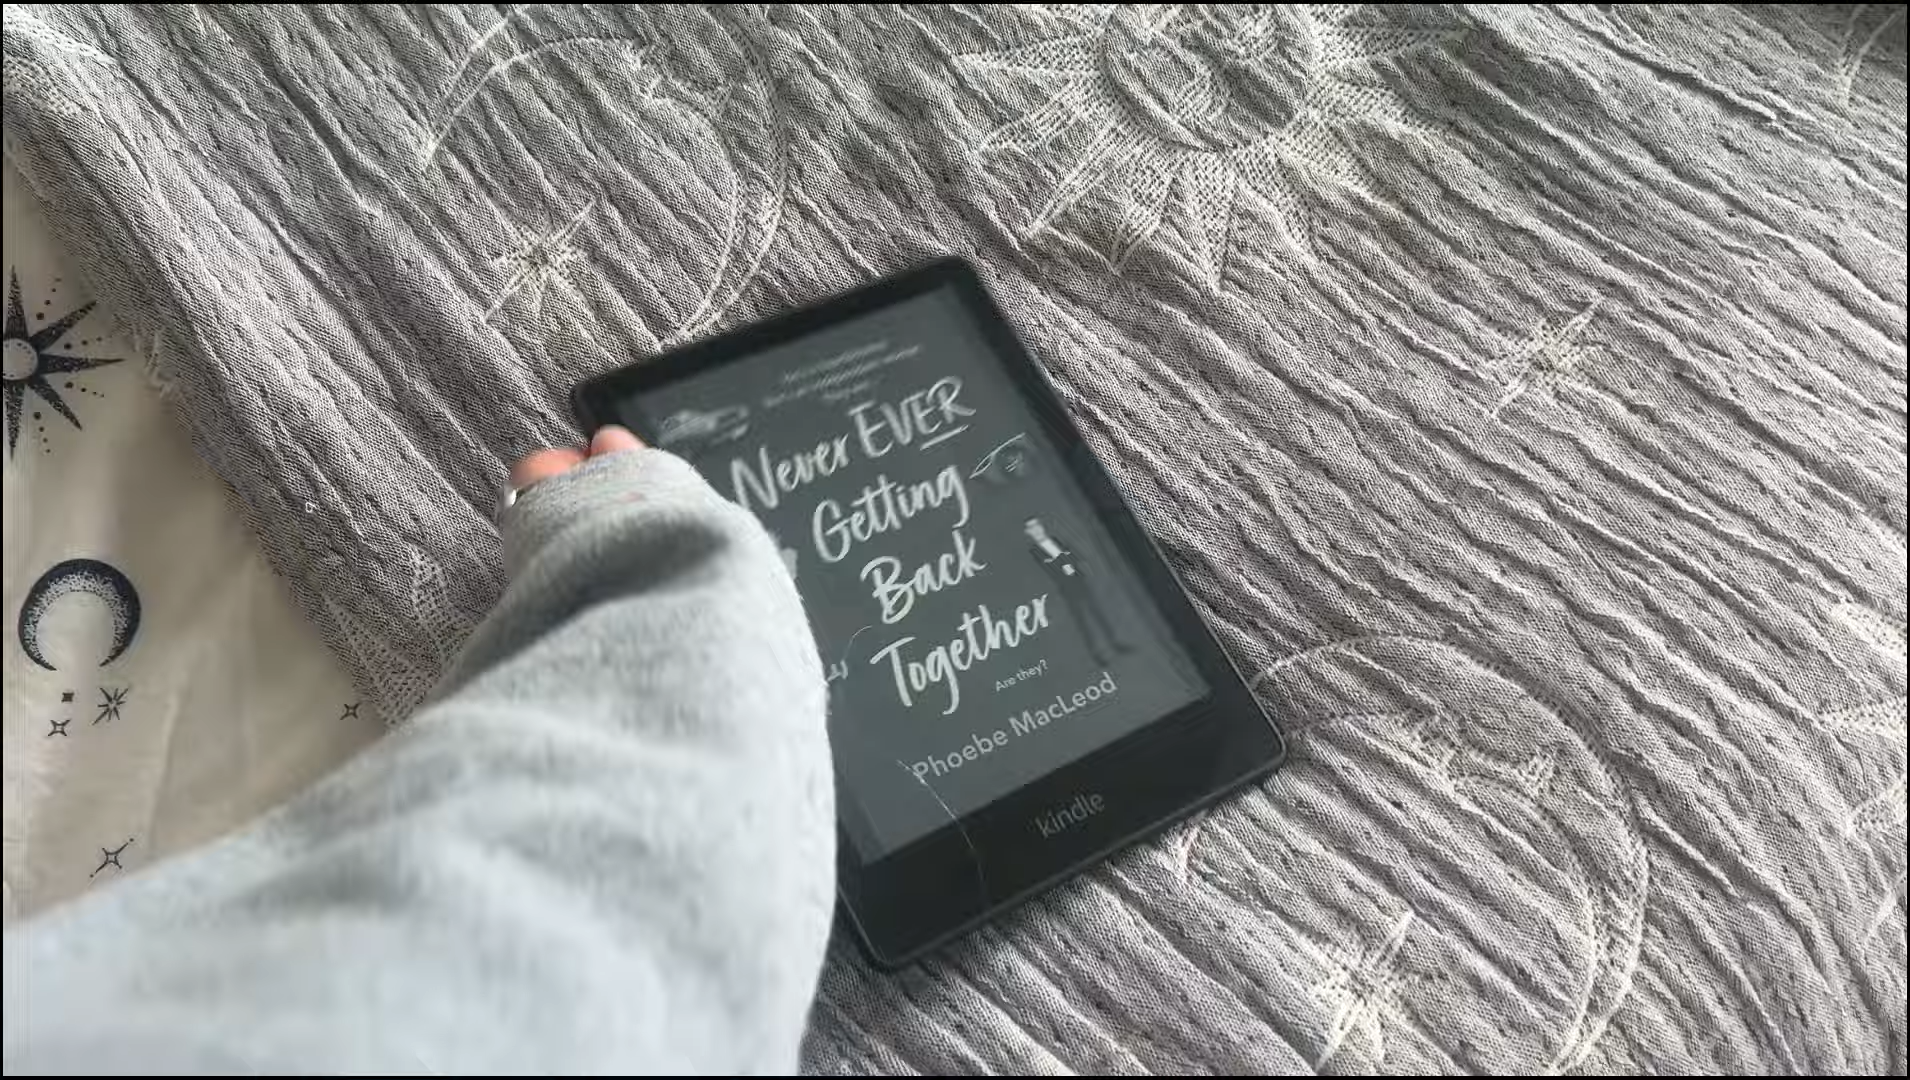 Never EVER
Getting
Back
Together
Are they?
Phoebe MacLeod
kindle